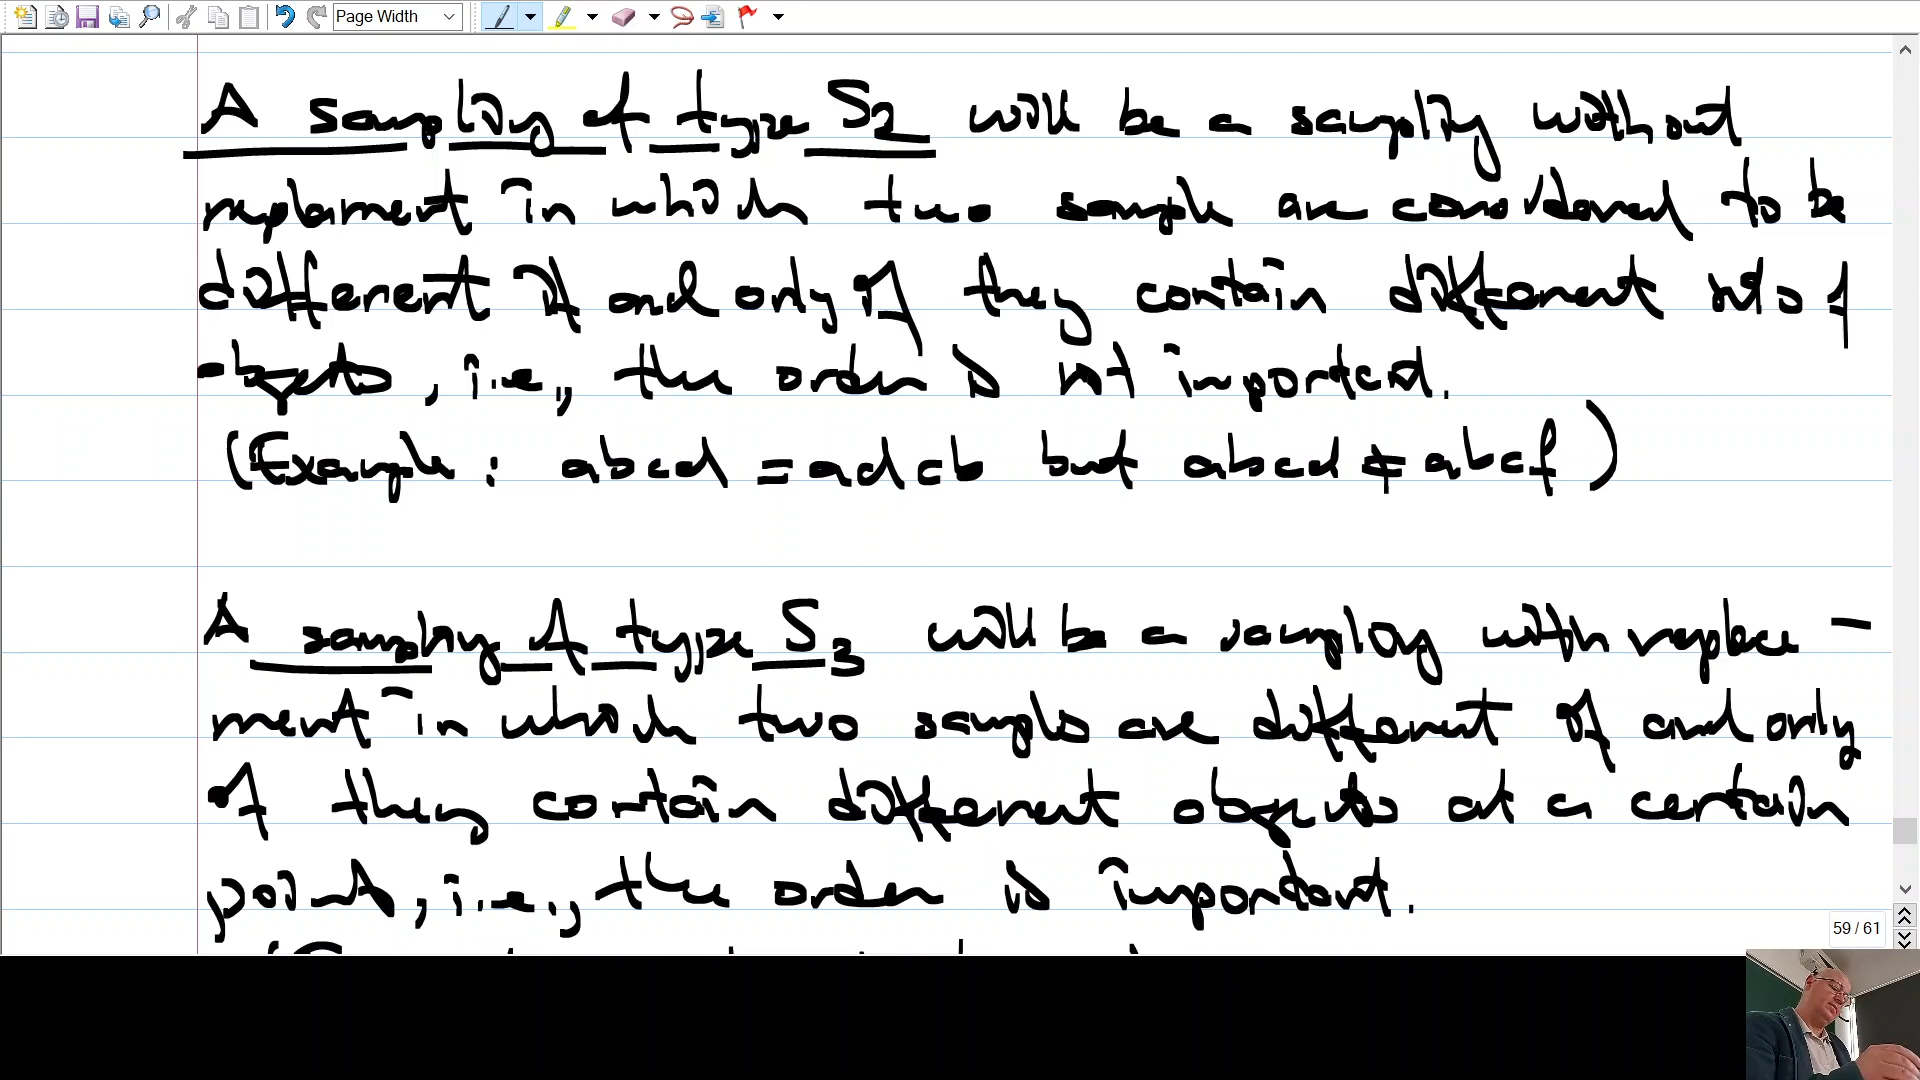 Page Width
A sampling of type S2 will be a sampling without
replament in which two sample are considered to be
different if and only if they contain different sets of
objects, i.e., the order is not important.
(Example: abcd = adcb but abcd ≠ abcf)
A sampling of type S3 will be a sampling with replace-
ment in which two samples are different if and only
if they contain different objects at a certain
point, i.e., the order is important.
59 / 61